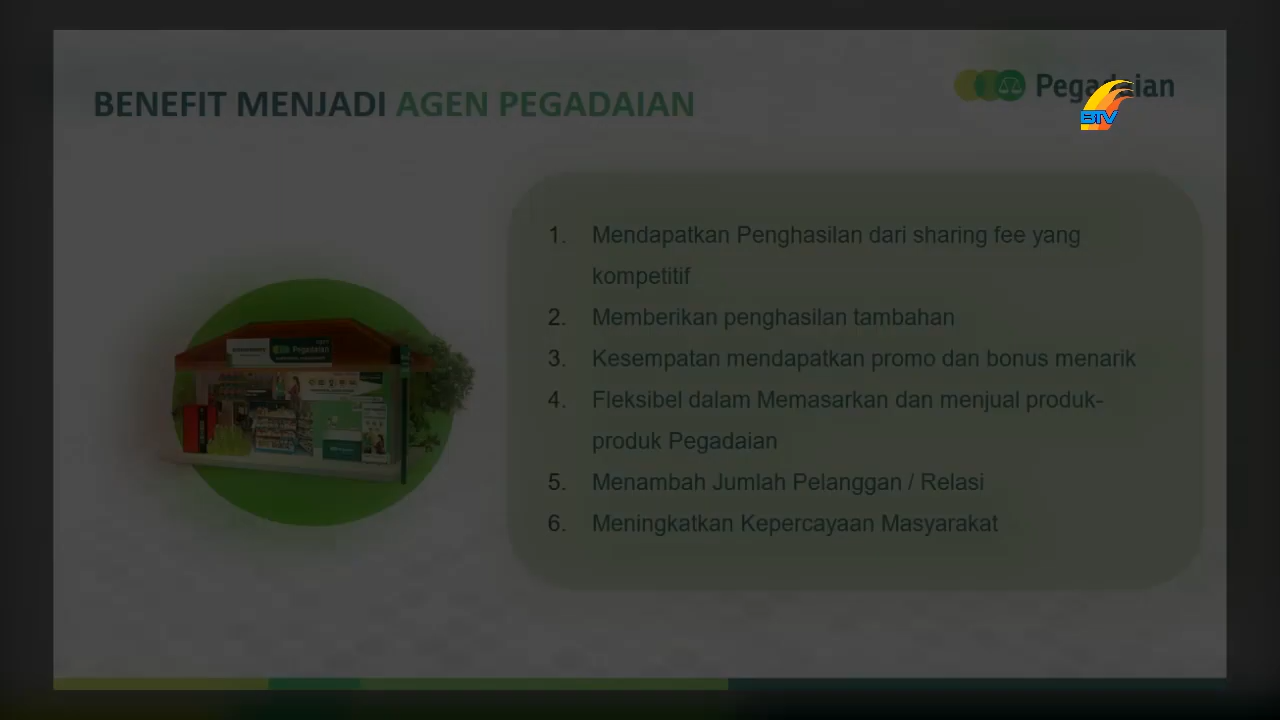 BENEFIT MENJADI AGEN PEGADAIAN
Pegadaian
BTV
1. Mendapatkan Penghasilan dari sharing fee yang
kompetitif
2. Memberikan penghasilan tambahan
3. Kesempatan mendapatkan promo dan bonus menarik
4. Fleksibel dalam Memasarkan dan menjual produk-
produk Pegadaian
5. Menambah Jumlah Pelanggan / Relasi
6. Meningkatkan Kepercayaan Masyarakat
Pegadaian